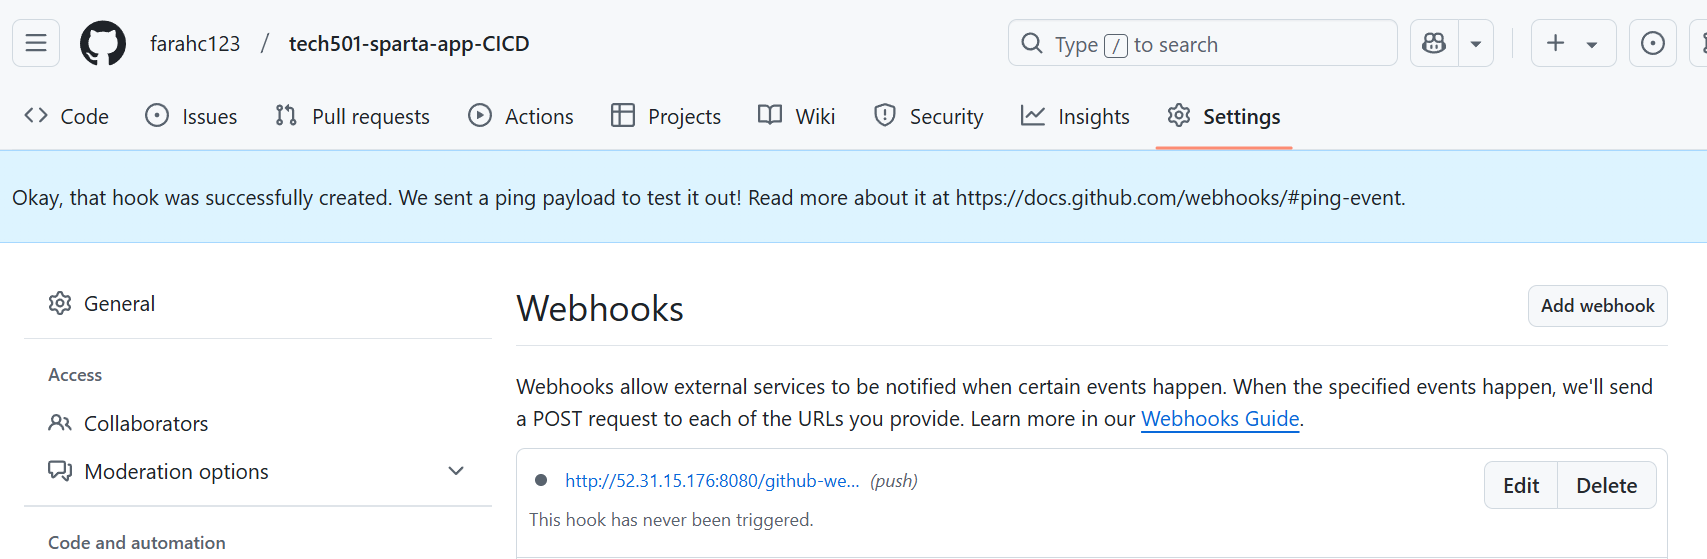 farahc123 / tech501-sparta-app-CICD
Type / to search
Code Issues Pull requests Actions Projects Wiki Security Insights Settings
Okay, that hook was successfully created. We sent a ping payload to test it out! Read more about it at https://docs.github.com/webhooks/#ping-event.
General
Access
Collaborators
Moderation options
Code and automation
Webhooks
Add webhook
Webhooks allow external services to be notified when certain events happen. When the specified events happen, we'll send
a POST request to each of the URLs you provide. Learn more in our Webhooks Guide.
http://52.31.15.176:8080/github-we... (push)
Edit Delete
This hook has never been triggered.